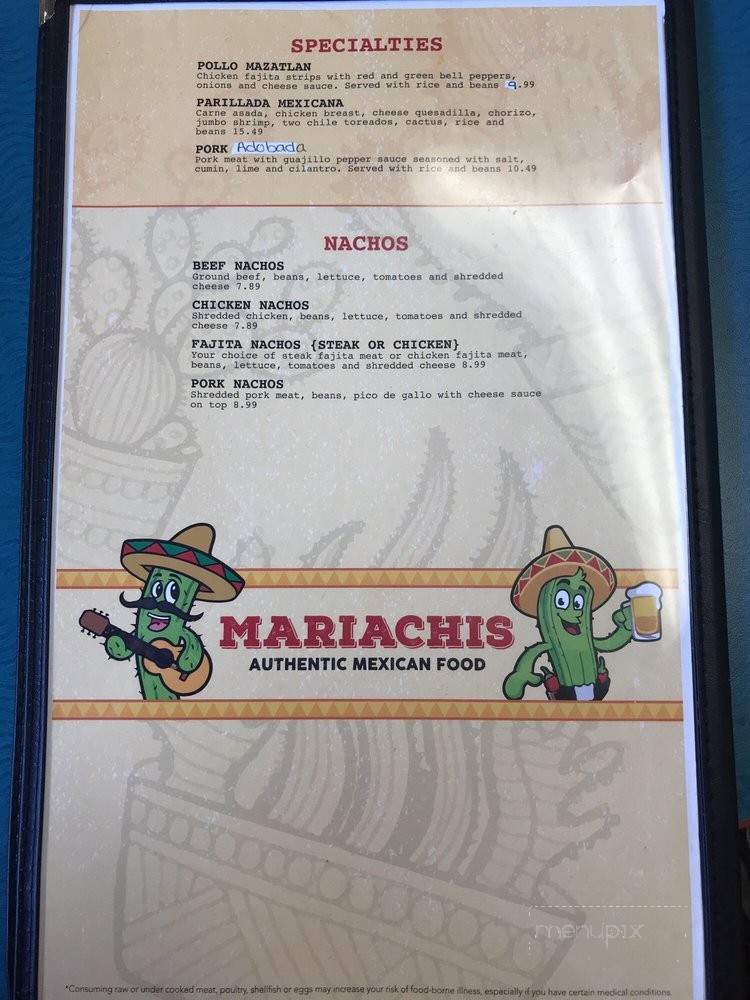 SPECIALTIES
POLLO MAZATLAN
Chicken fajita strips with red and green bell peppers,
onions and cheese sauce. Served with rice and beans 9.99
PARILLADA MEXICANA
Carne asada, chicken breast, cheese quesadilla, chorizo,
jumbo shrimp, two chile toreados, cactus, rice and
beans 15.49
PORK Adobada
Pork meat with guajillo pepper sauce seasoned with salt,
cumin, lime and cilantro. Served with rice and beans 10.49
NACHOS
BEEF NACHOS
Ground beef, beans, lettuce, tomatoes and shredded
cheese 7.89
CHICKEN NACHOS
Shredded chicken, beans, lettuce, tomatoes and shredded
cheese 7.89
FAJITA NACHOS {STEAK OR CHICKEN}
Your choice of steak fajita meat or chicken fajita meat,
beans, lettuce, tomatoes and shredded cheese 8.99
PORK NACHOS
Shredded pork meat, beans, pico de gallo with cheese sauce
on top 8.99
MARIACHIS
AUTHENTIC MEXICAN FOOD
menupix
*Consuming raw or under cooked meat, poultry, shellfish or eggs may increase your risk of food-borne illness, especially if you have certain medical conditions.